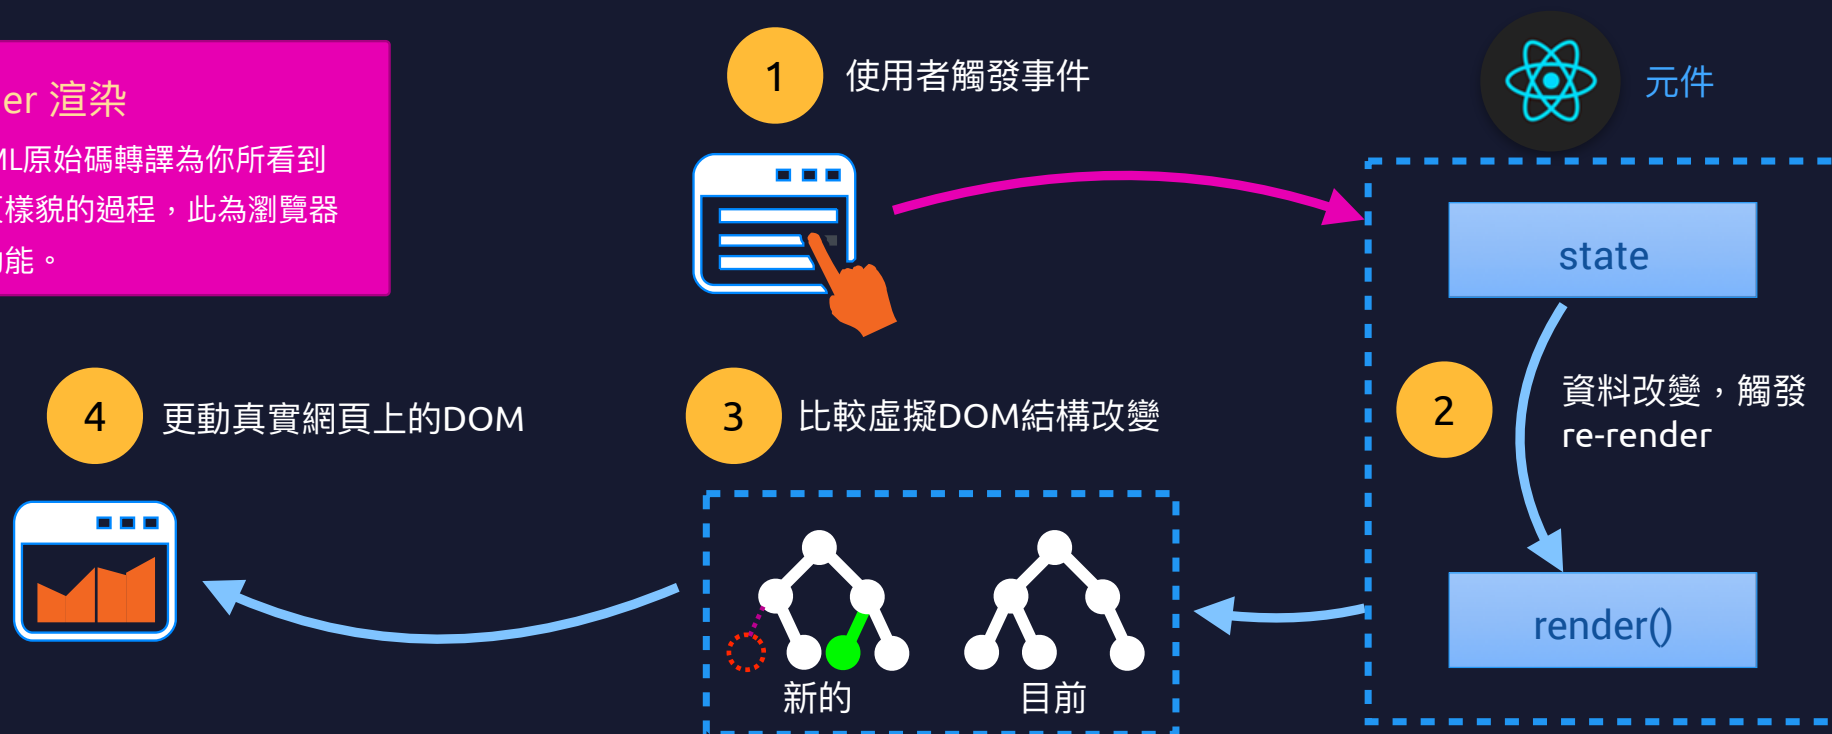 er 渲染
ML原始碼轉譯為你所看到
樣貌的過程，此為瀏覽器
能。
1
使用者觸發事件
元件
state
2
資料改變，觸發
re-render
render()
3
比較虛擬DOM結構改變
新的
目前
4
更動真實網頁上的DOM